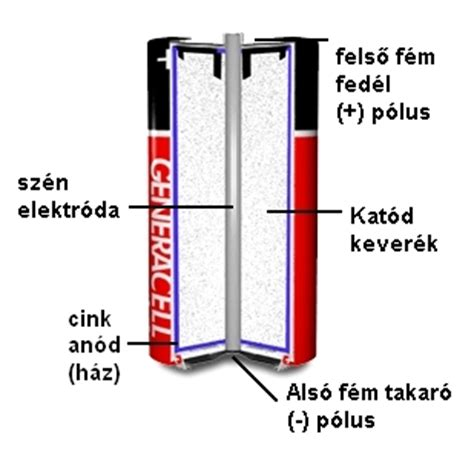 felső fém
fedél
(+) pólus
+
GENERACELL
szén
elektróda
Katód
keverék
cink
anód
(ház)
Alsó fém takaró
(-) pólus